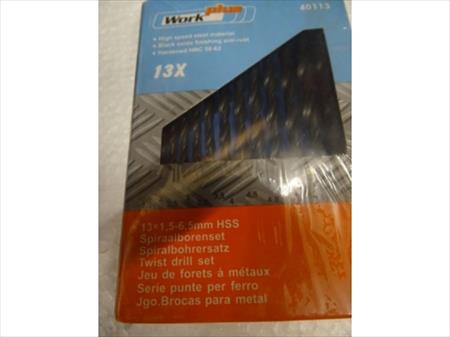 Work plus
40113
• High speed steel material
• Black oxide finishing anti-rust
• Hardened HRC 58-62
13X
13×1,5-6,5mm HSS
Spiraalborenset
Spiralbohrersatz
Twist drill set
Jeu de forets à métaux
Serie punte per ferro
Jgo.Brocas para metal